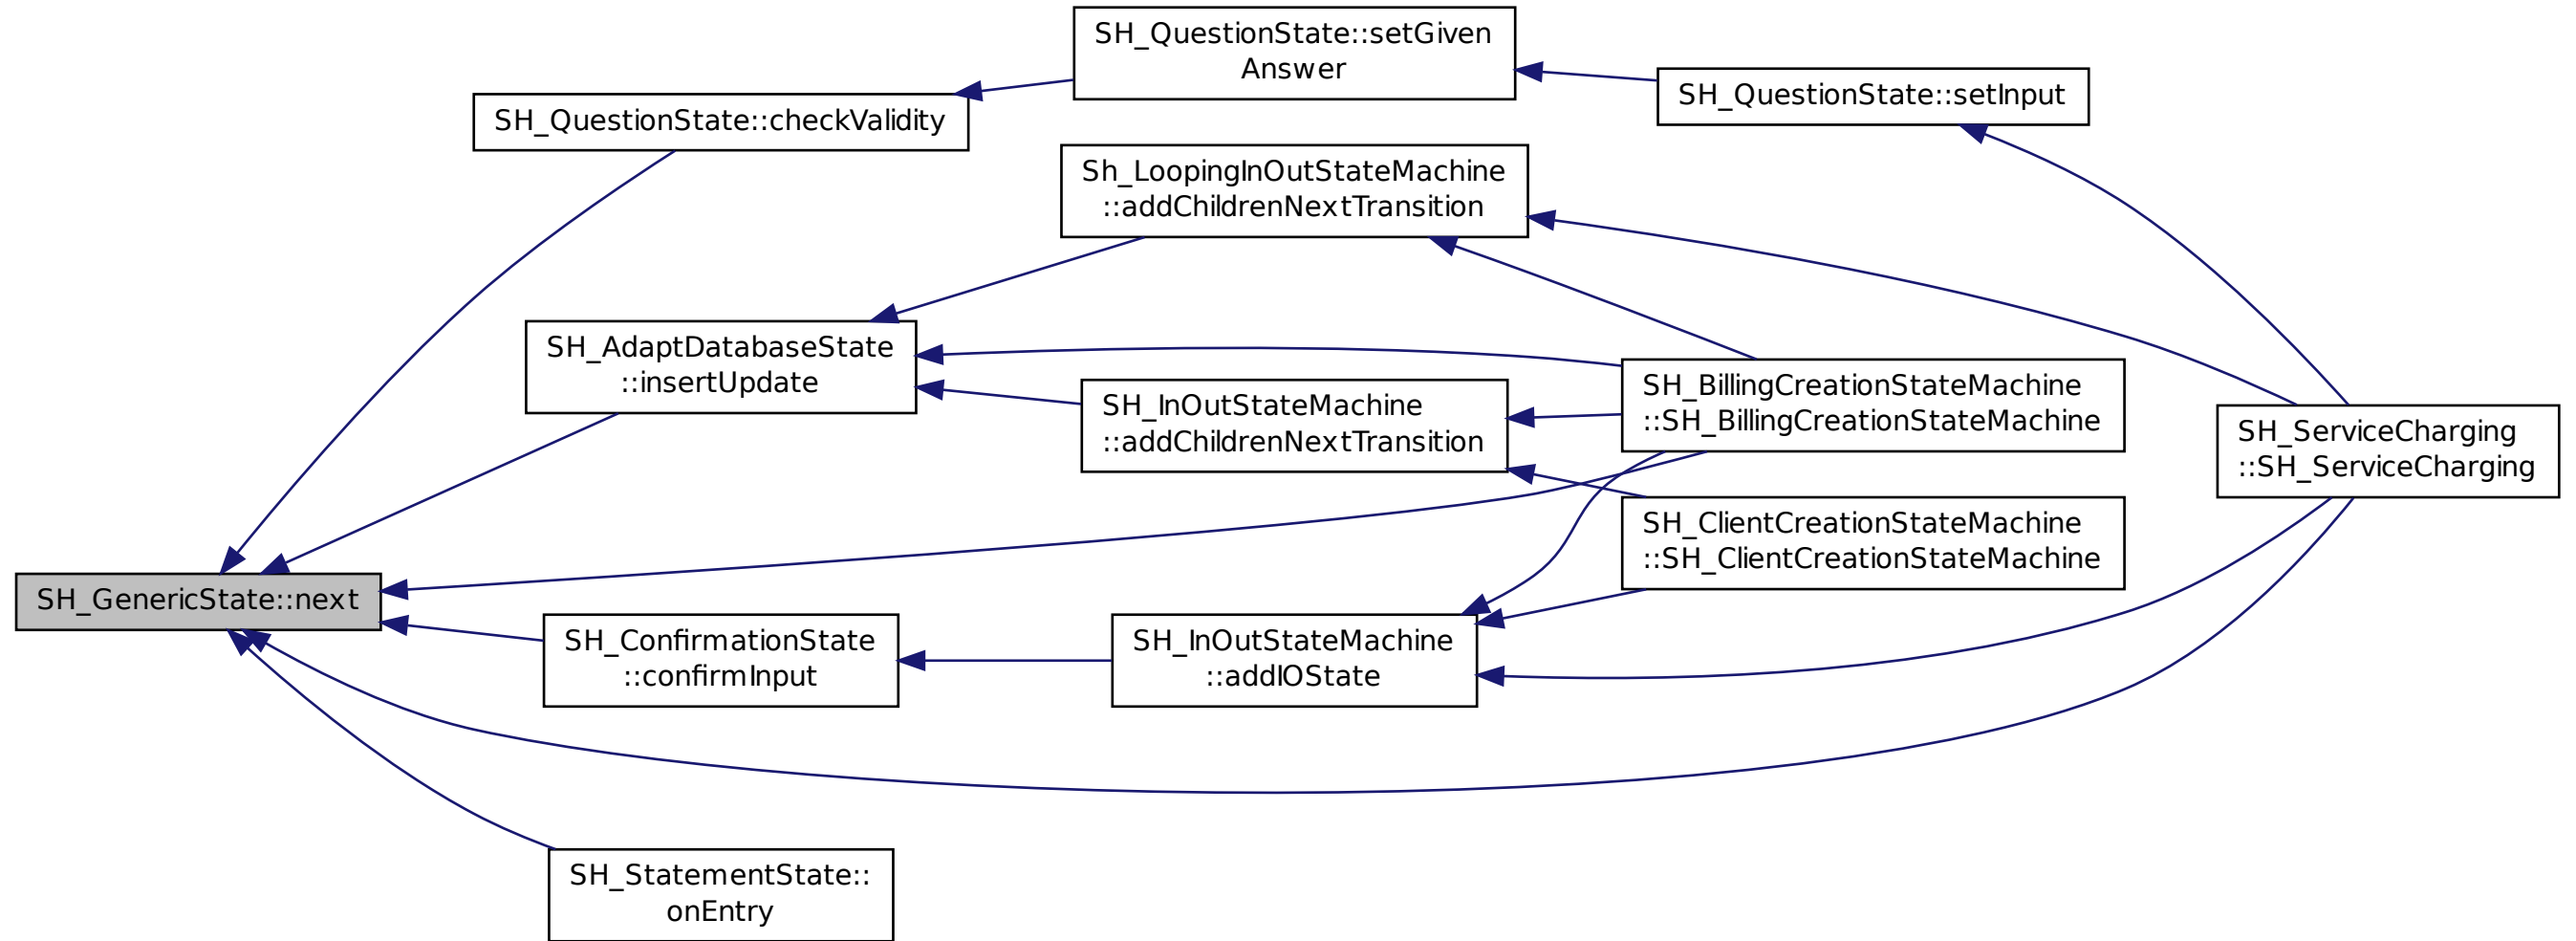 SH_QuestionState::setGiven
Answer
SH_QuestionState::setInput
SH_QuestionState::checkValidity
Sh_LoopingInOutStateMachine
::addChildrenNextTransition
SH_AdaptDatabaseState
::insertUpdate
SH_BillingCreationStateMachine
::SH_BillingCreationStateMachine
SH_InOutStateMachine
::addChildrenNextTransition
SH_ServiceCharging
::SH_ServiceCharging
SH_ClientCreationStateMachine
::SH_ClientCreationStateMachine
SH_GenericState::next
SH_ConfirmationState
::confirmInput
SH_InOutStateMachine
::addIOState
SH_StatementState::
onEntry